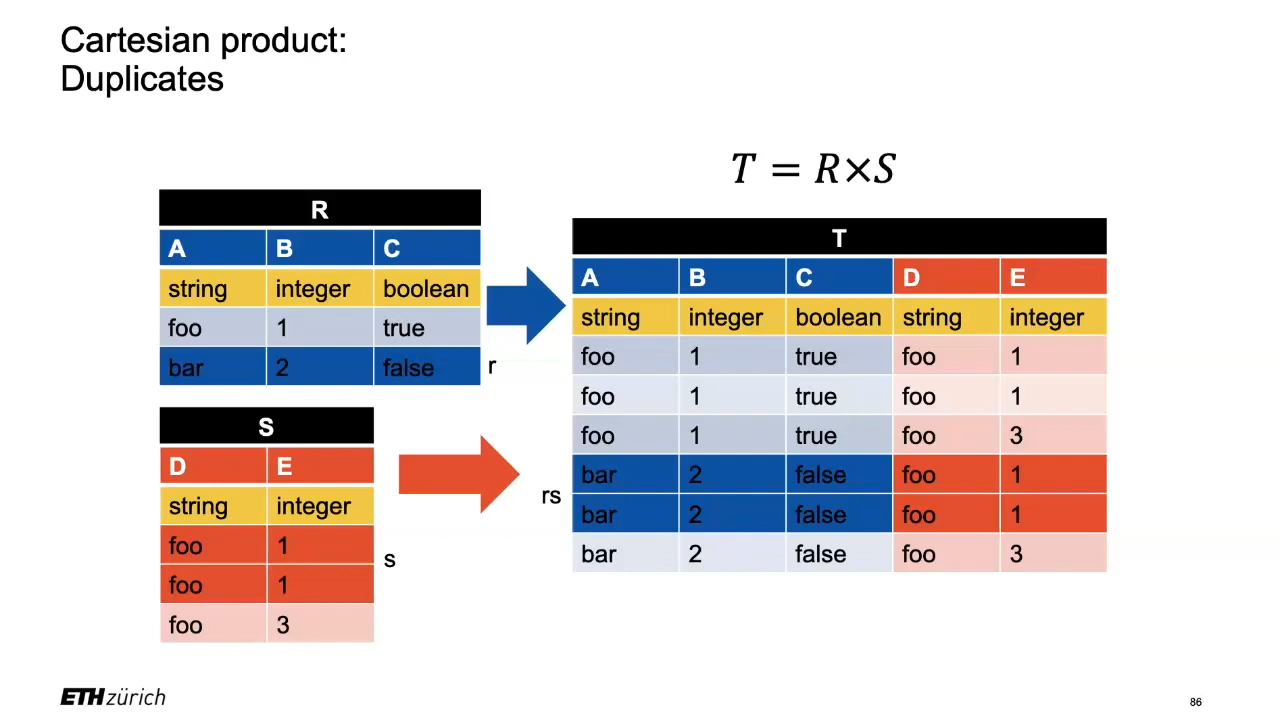 Cartesian product:
Duplicates
T = R×S
R
A B C
string integer boolean
foo 1 true
bar 2 false
r
S
D E
string integer
foo 1
foo 1
foo 3
s
T
A B C D E
string integer boolean string integer
foo 1 true foo 1
foo 1 true foo 1
foo 1 true foo 3
bar 2 false foo 1
bar 2 false foo 1
bar 2 false foo 3
rs
ETH zürich
86